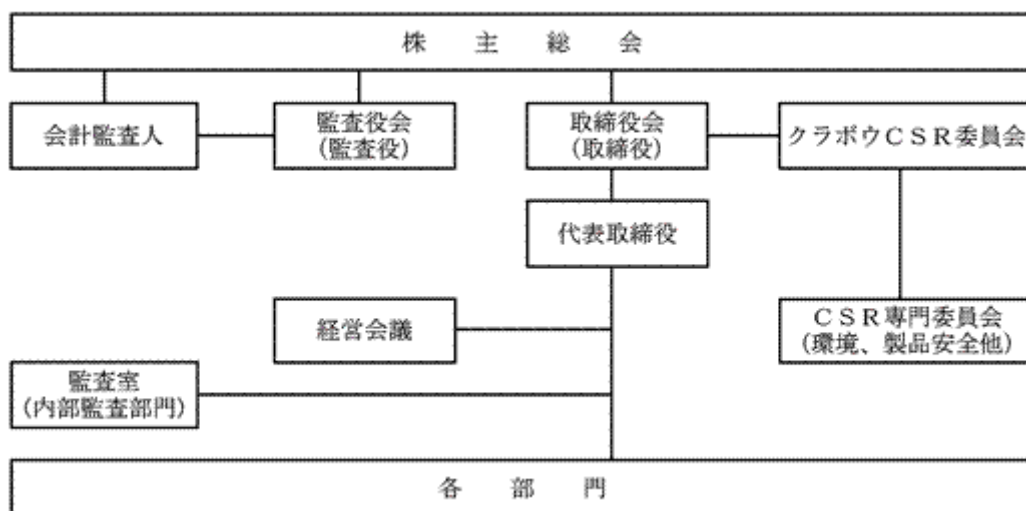 株主総会
会計監査人
監査役会
(監査役)
取締役会
(取締役)
クラボウCSR委員会
代表取締役
経営会議
CSR専門委員会
(環境、製品安全他)
監査室
(内部監査部門)
各部門